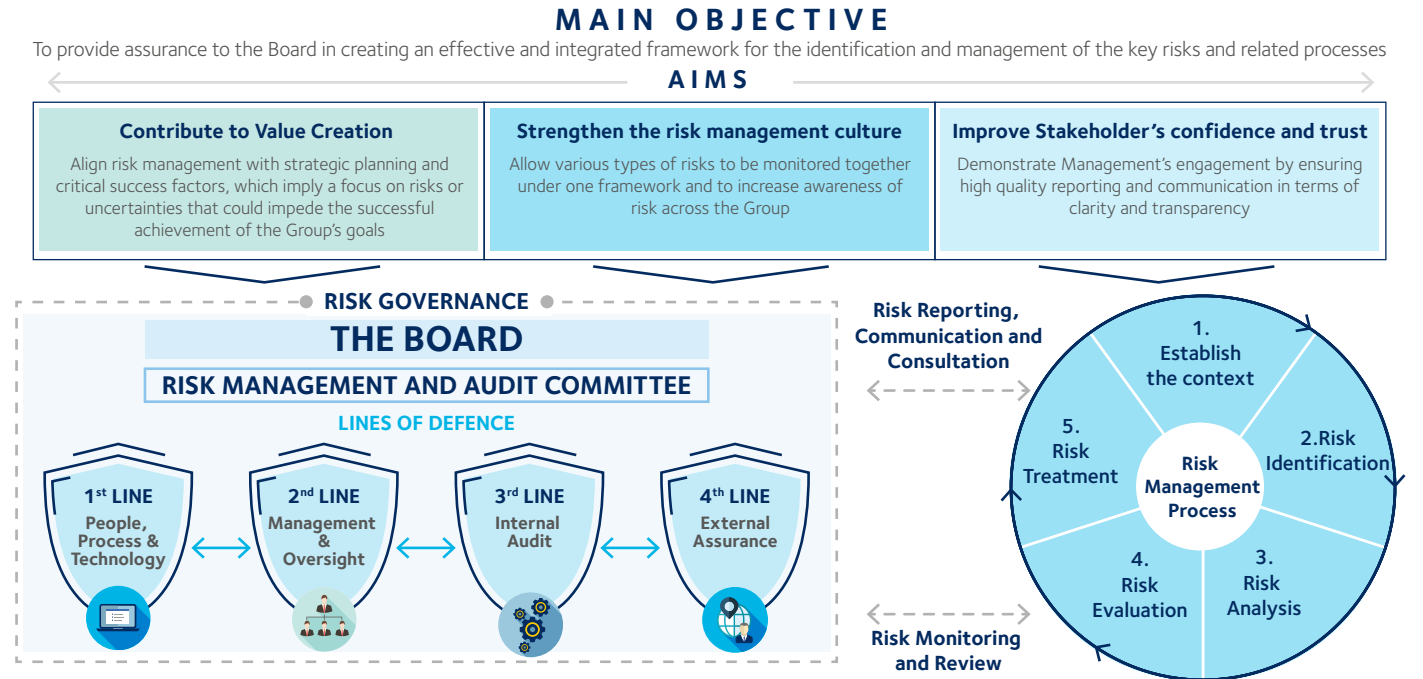 MAIN OBJECTIVE
To provide assurance to the Board in creating an effective and integrated framework for the identification and management of the key risks and related processes
AIMS
Contribute to Value Creation
Align risk management with strategic planning and
critical success factors, which imply a focus on risks or
uncertainties that could impede the successful
achievement of the Group's goals
Strengthen the risk management culture
Allow various types of risks to be monitored together
under one framework and to increase awareness of
risk across the Group
Improve Stakeholder's confidence and trust
Demonstrate Management's engagement by ensuring
high quality reporting and communication in terms of
clarity and transparency
RISK GOVERNANCE
THE BOARD
RISK MANAGEMENT AND AUDIT COMMITTEE
LINES OF DEFENCE
1st LINE
People,
Process &
Technology
2nd LINE
Management
&
Oversight
3rd LINE
Internal
Audit
4th LINE
External
Assurance
Risk Reporting,
Communication and
Consultation
Risk Monitoring
and Review
1.
Establish
the context
2.Risk
Identification
3.
Risk
Analysis
4.
Risk
Evaluation
5.
Risk
Treatment
Risk
Management
Process